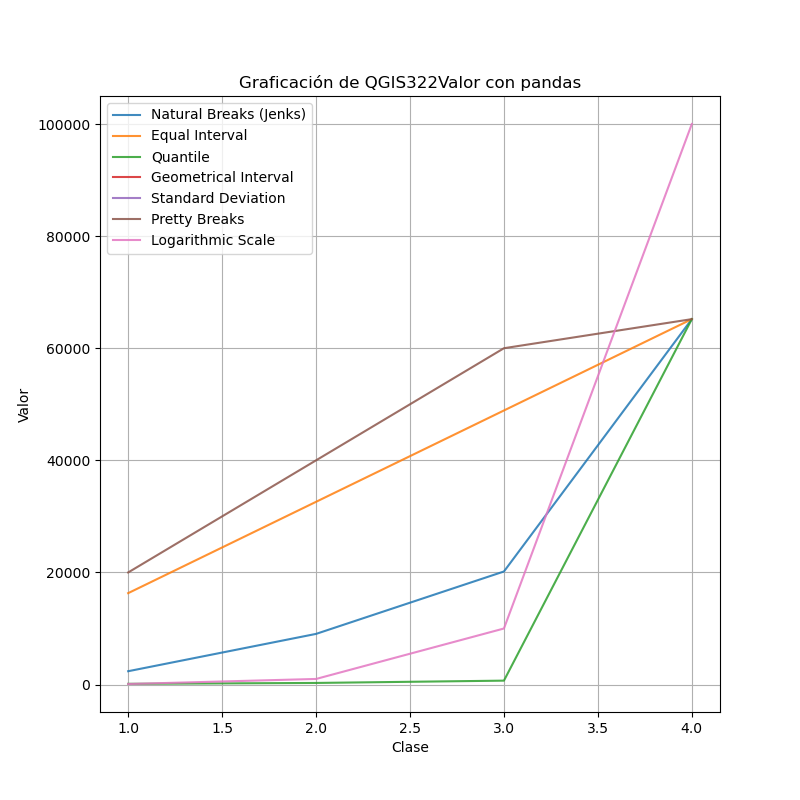 Graficación de QGIS322Valor con pandas
Natural Breaks (Jenks)
Equal Interval
Quantile
Geometrical Interval
Standard Deviation
Pretty Breaks
Logarithmic Scale
100000
80000
60000
40000
20000
0
Valor
1.0 1.5 2.0 2.5 3.0 3.5 4.0
Clase